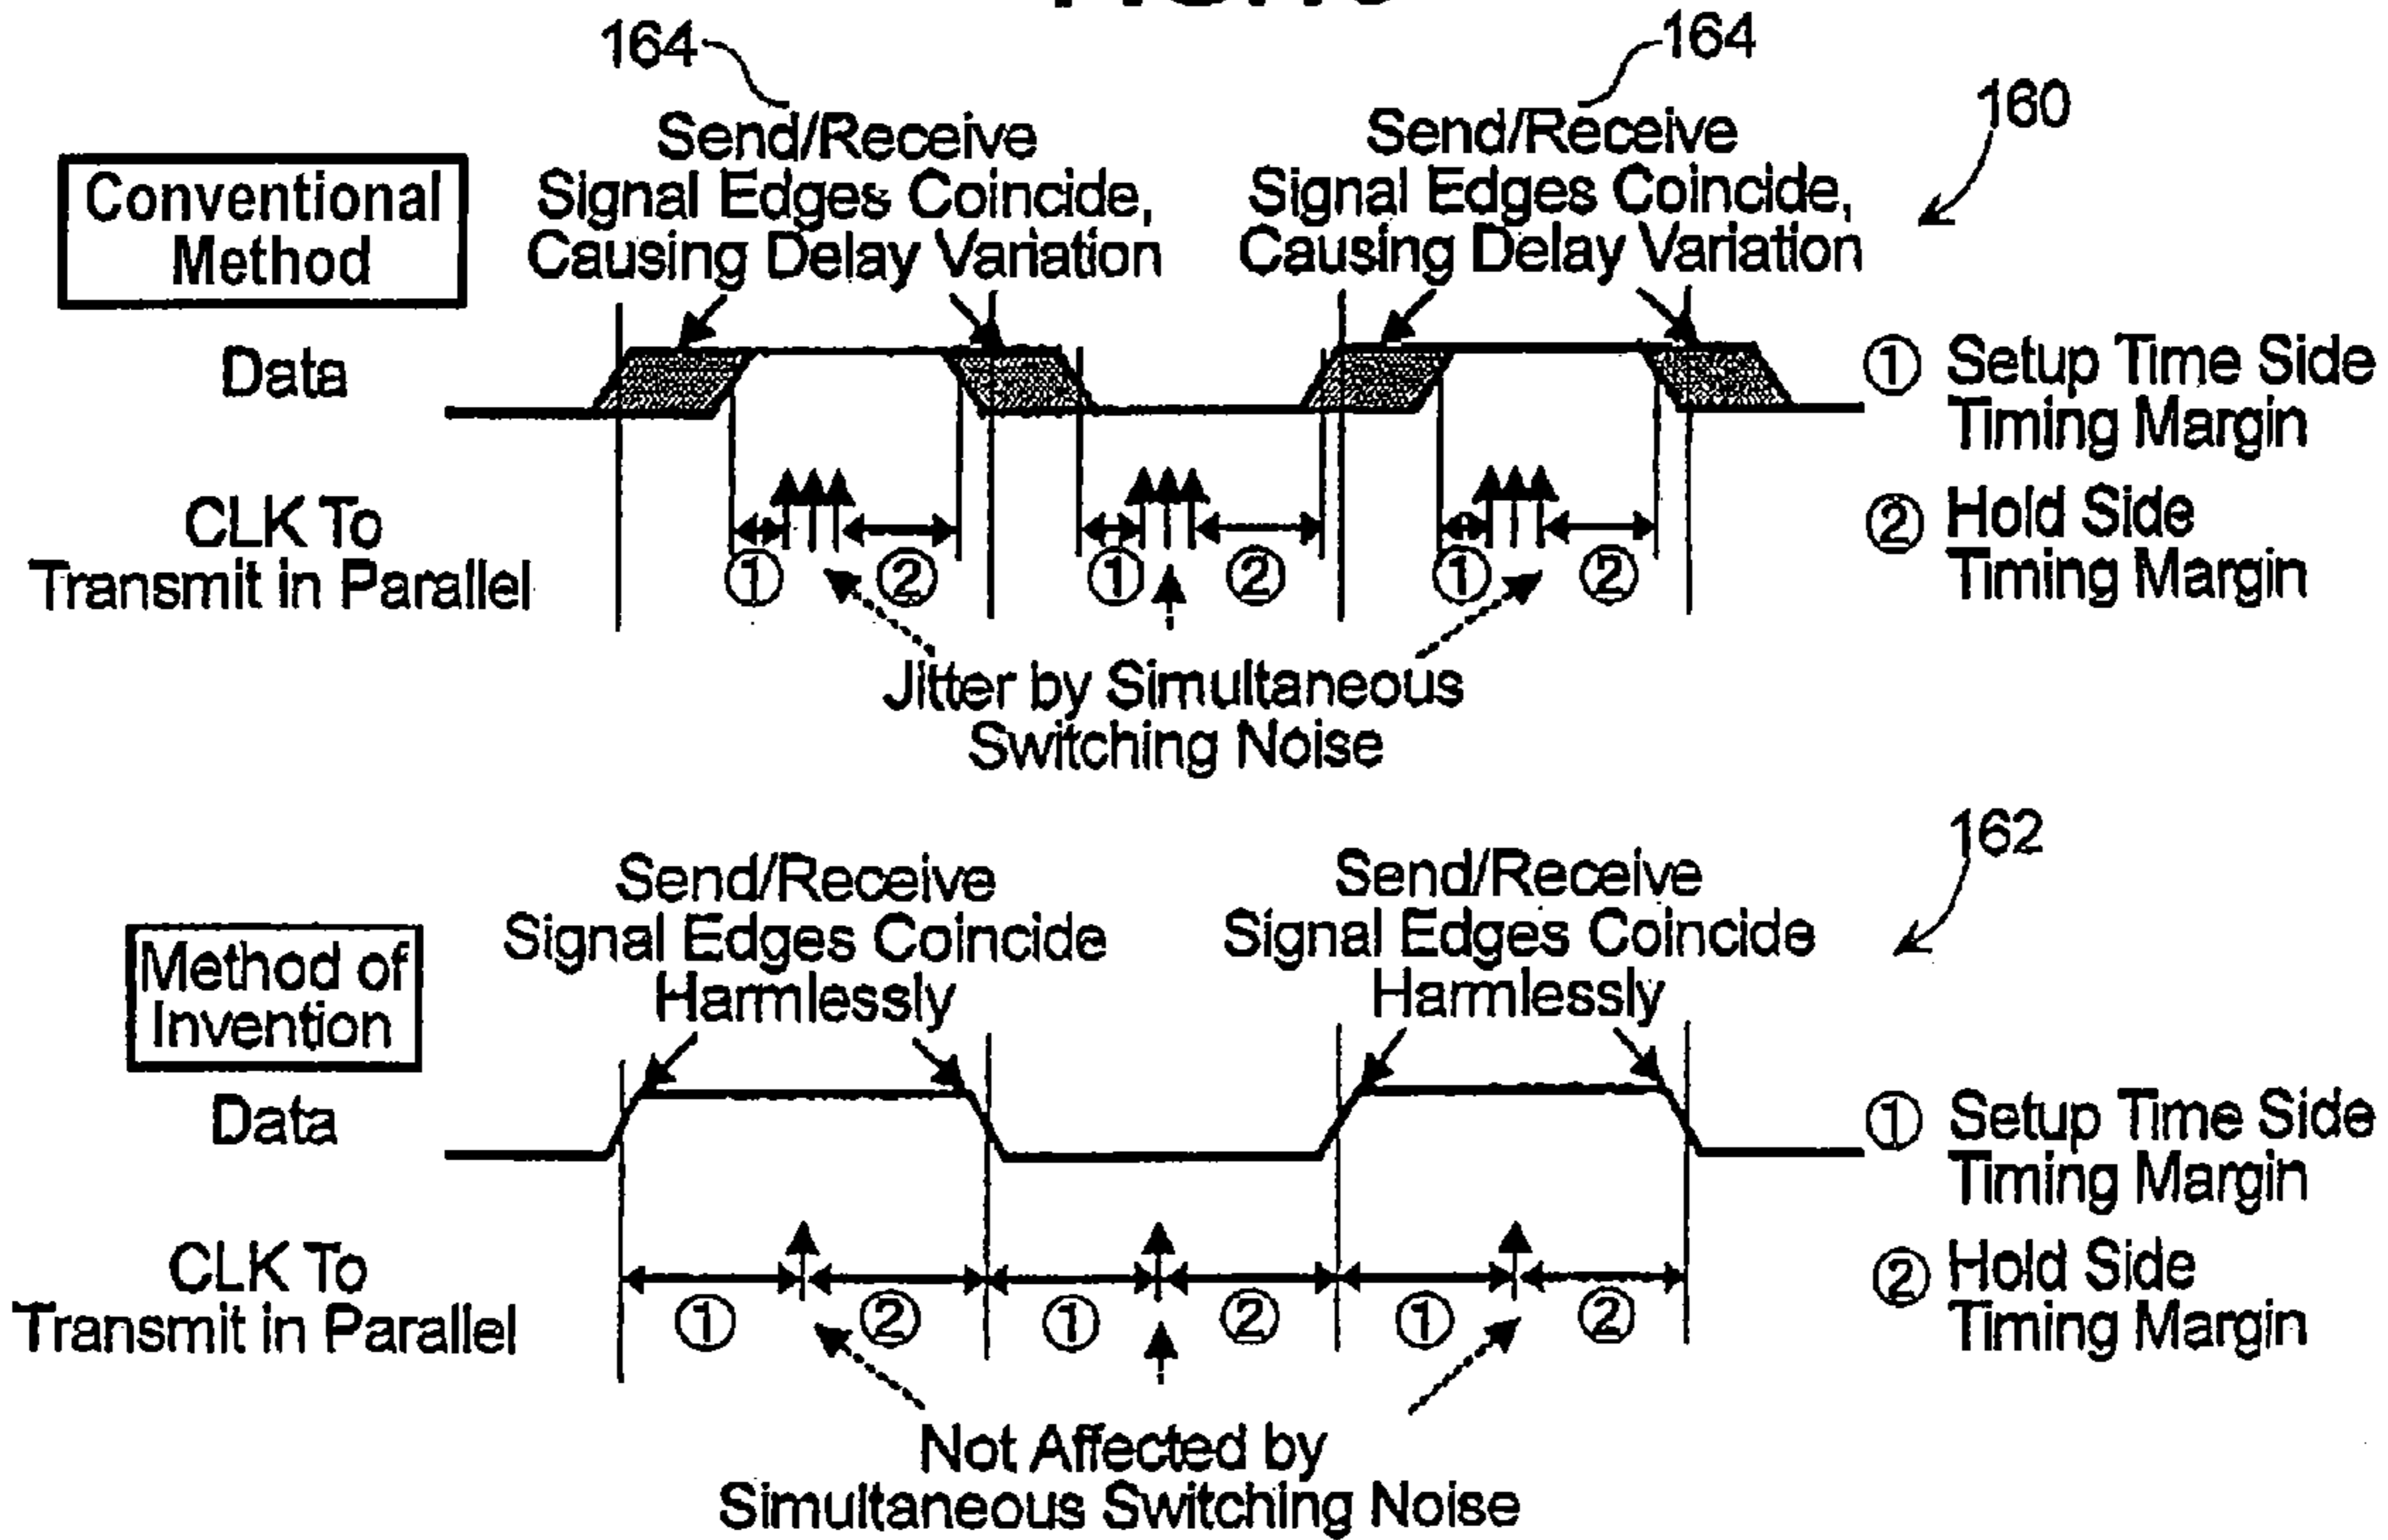 164
164
160
Conventional
Method
Send/Receive
Signal Edges Coincide,
Causing Delay Variation
Send/Receive
Signal Edges Coincide,
Causing Delay Variation
Data
① Setup Time Side
Timing Margin
CLK To
Transmit in Parallel
① ② ① ② ① ②
② Hold Side
Timing Margin
Jitter by Simultaneous
Switching Noise
162
Method of
Invention
Send/Receive
Signal Edges Coincide
Harmlessly
Send/Receive
Signal Edges Coincide
Harmlessly
Data
① Setup Time Side
Timing Margin
CLK To
Transmit in Parallel
① ② ① ② ① ②
② Hold Side
Timing Margin
Not Affected by
Simultaneous Switching Noise